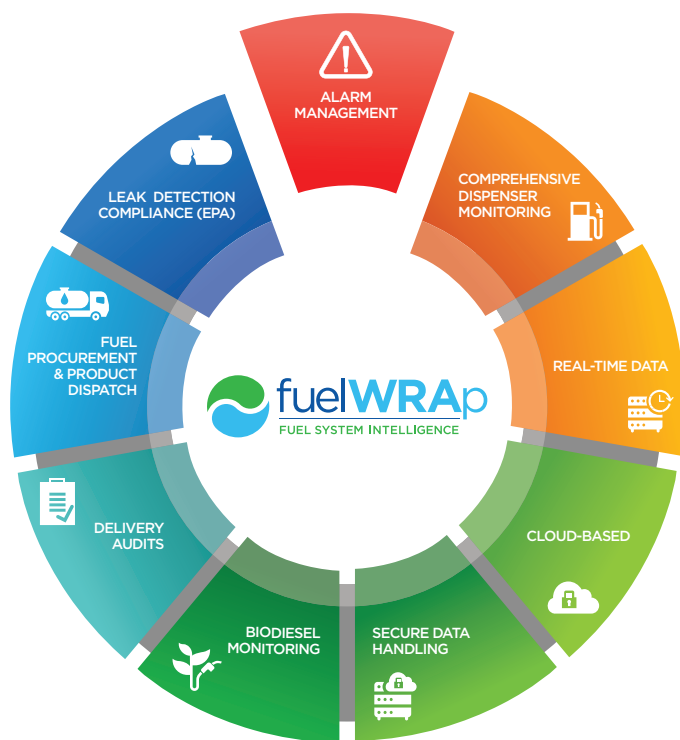 ALARM
MANAGEMENT
COMPREHENSIVE
DISPENSER
MONITORING
REAL-TIME DATA
CLOUD-BASED
SECURE DATA
HANDLING
BIODIESEL
MONITORING
DELIVERY
AUDITS
FUEL
PROCUREMENT
& PRODUCT
DISPATCH
LEAK DETECTION
COMPLIANCE (EPA)
fuelWRAp
FUEL SYSTEM INTELLIGENCE